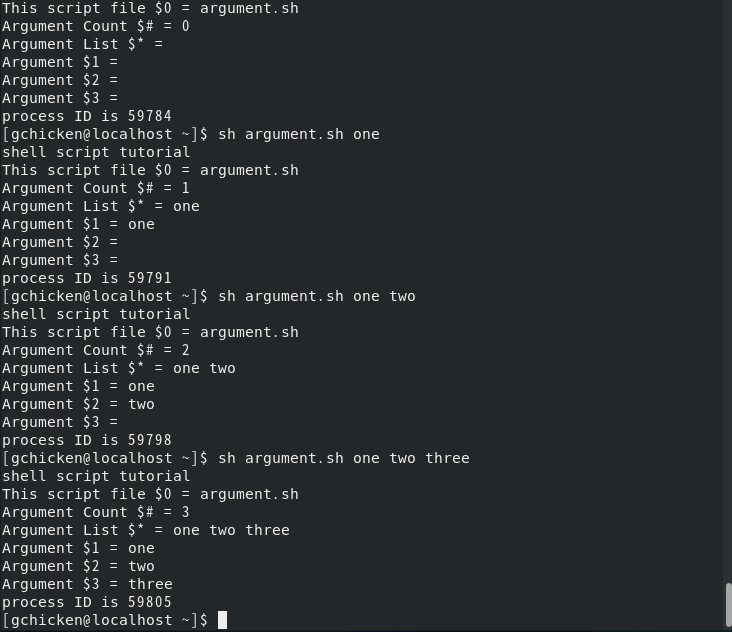 This script file $0 = argument.sh
Argument Count $# = 0
Argument List $* =
Argument $1 =
Argument $2 =
Argument $3 =
process ID is 59784
[gchicken@localhost ~]$ sh argument.sh one
shell script tutorial
This script file $0 = argument.sh
Argument Count $# = 1
Argument List $* = one
Argument $1 = one
Argument $2 =
Argument $3 =
process ID is 59791
[gchicken@localhost ~]$ sh argument.sh one two
shell script tutorial
This script file $0 = argument.sh
Argument Count $# = 2
Argument List $* = one two
Argument $1 = one
Argument $2 = two
Argument $3 =
process ID is 59798
[gchicken@localhost ~]$ sh argument.sh one two three
shell script tutorial
This script file $0 = argument.sh
Argument Count $# = 3
Argument List $* = one two three
Argument $1 = one
Argument $2 = two
Argument $3 = three
process ID is 59805
[gchicken@localhost ~]$